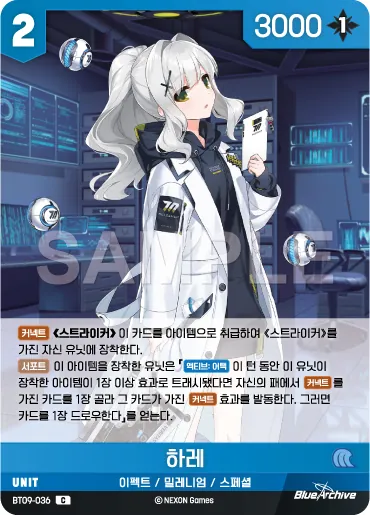 2
3000 1
SAMPLE
커넥트 《스트라이커》 이 카드를 아이템으로 취급하여 〈스트라이커〉를
가진 자신 유닛에 장착한다.
서포트 이 아이템을 장착한 유닛은 「액티브: 어택 이 턴 동안 이 유닛이
장착한 아이템이 1장 이상 효과로 트래시됐다면 자신의 패에서 커넥트 를
가진 카드를 1장 골라 그 카드가 가진 커넥트 효과를 발동한다. 그러면
카드를 1장 드로우한다」를 얻는다.
하레
UNIT
이펙트 / 밀레니엄 / 스페셜
BT09-036 C
© NEXON Games
BlueArchive